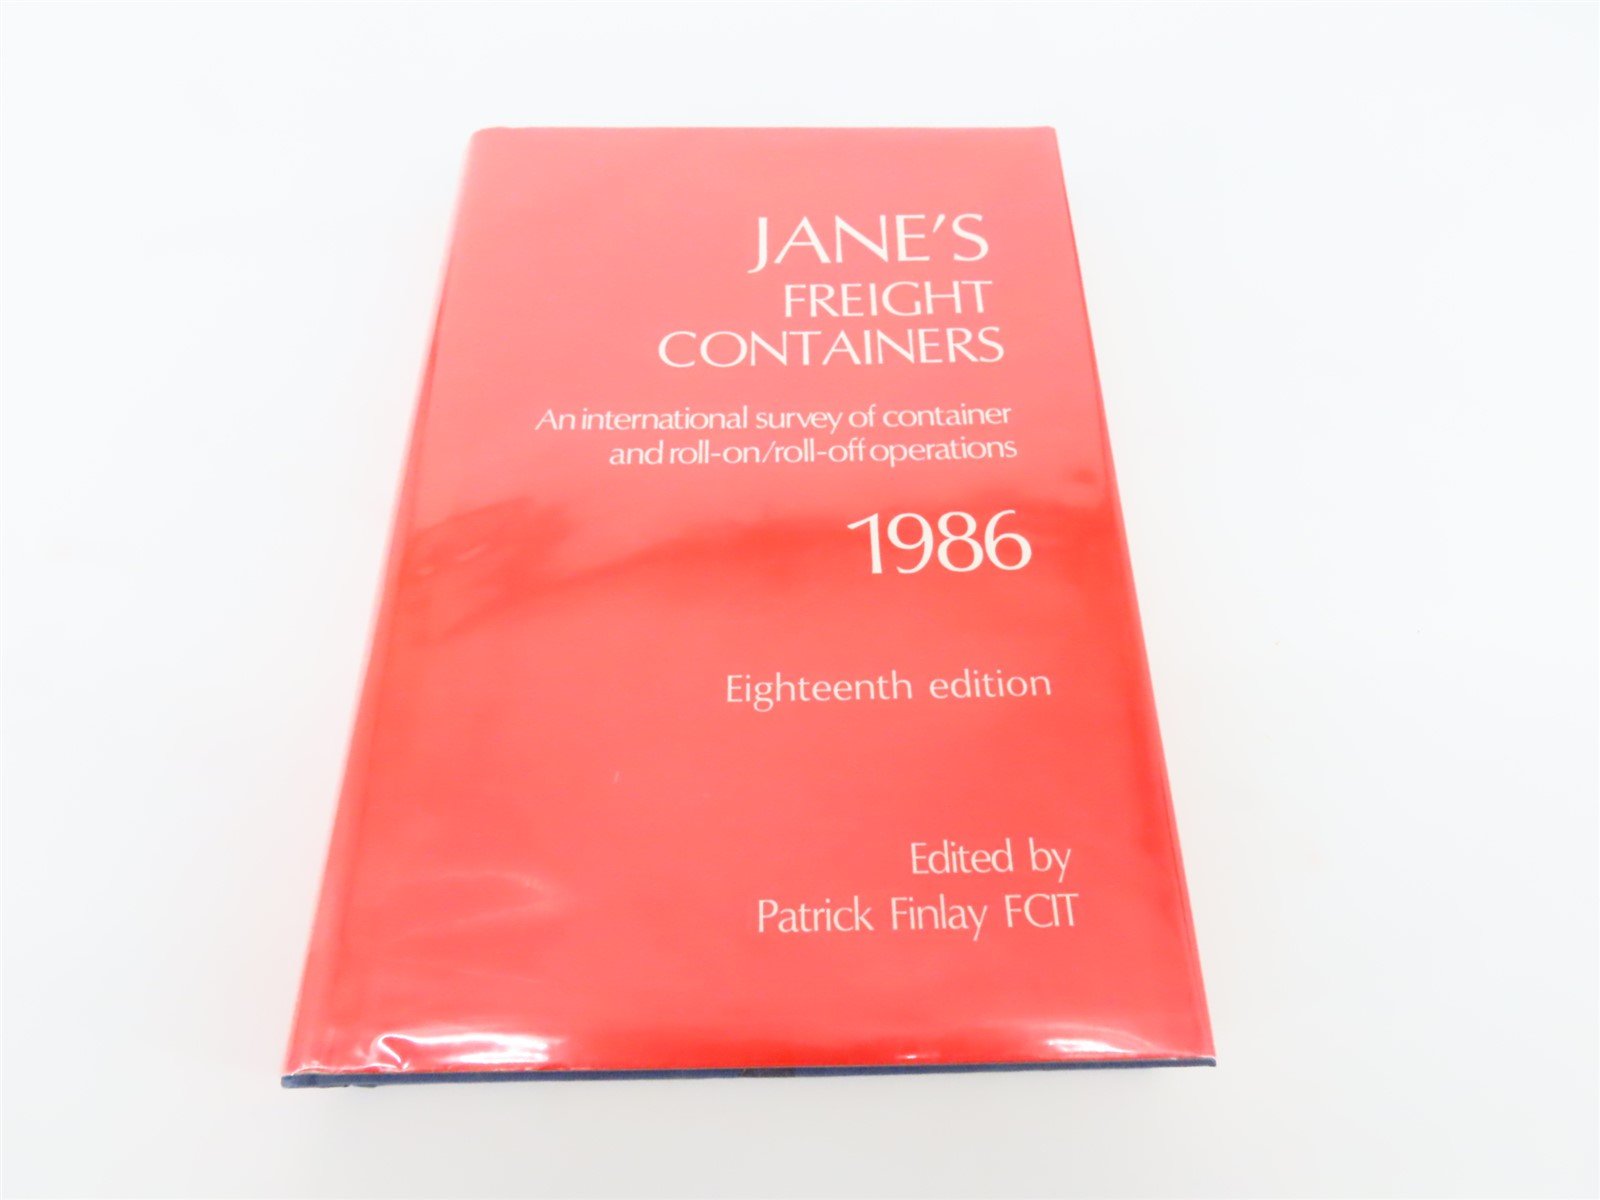 JANE'S
FREIGHT
CONTAINERS
An international survey of container
and roll-on/roll-off operations
1986
Eighteenth edition
Edited by
Patrick Finlay FCIT